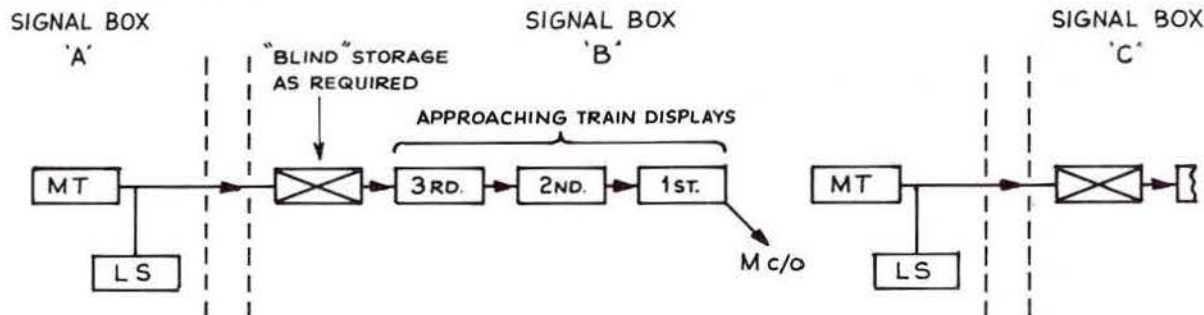 SIGNAL BOX
'A'
"BLIND" STORAGE
AS REQUIRED
SIGNAL BOX
'B'
APPROACHING TRAIN DISPLAYS
SIGNAL BOX
'C'
MT
3RD.
2ND.
1ST.
MT
LS
M C/O
LS